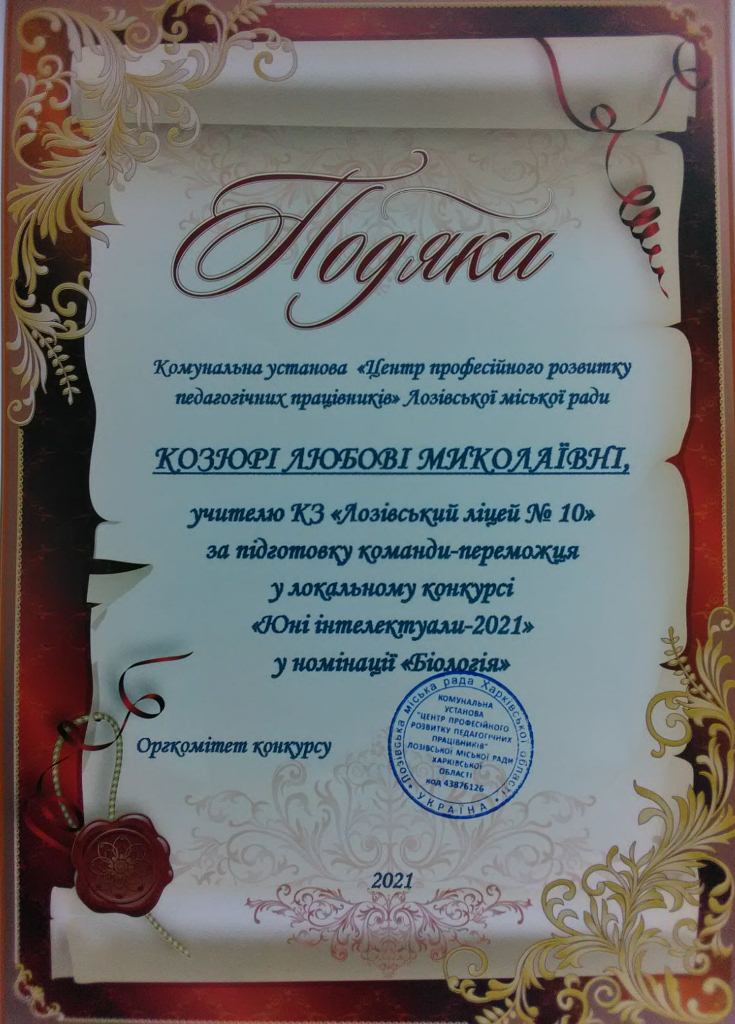 Подяка
Комунальна установа «Центр професійного розвитку
педагогічних працівників» Лозівської міської ради
КОЗЮРІ ЛЮБОВІ МИКОЛАЇВНІ,
учителю КЗ «Лозівський ліцей № 10»
за підготовку команди-переможця
у локальному конкурсі
«Юні інтелектуали-2021»
у номінації «Біологія»
Оргкомітет конкурсу
Лозівська міська рада Харківської області
КОМУНАЛЬНА
УСТАНОВА
"ЦЕНТР ПРОФЕСІЙНОГО
РОЗВИТКУ ПЕДАГОГІЧНИХ
ПРАЦІВНИКІВ"
ЛОЗІВСЬКОЇ МІСЬКОЇ РАДИ
ХАРКІВСЬКОЇ
ОБЛАСТІ
код 43876126
* УКРАЇНА *
2021